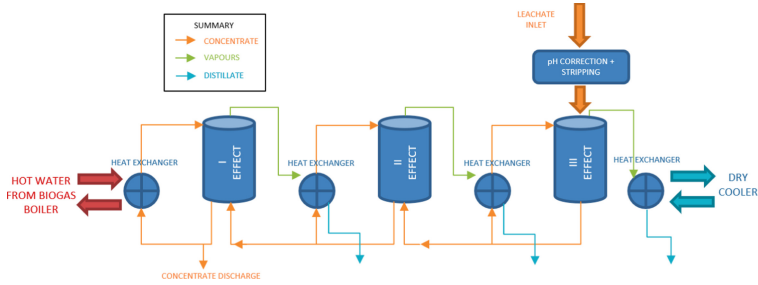 SUMMARY
CONCENTRATE
VAPOURS
DISTILLATE
LEACHATE
INLET
pH CORRECTION +
STRIPPING
HEAT EXCHANGER
I
EFFECT
HEAT EXCHANGER
II
EFFECT
HEAT EXCHANGER
III
EFFECT
HEAT EXCHANGER
HOT WATER
FROM BIOGAS
BOILER
DRY
COOLER
CONCENTRATE DISCHARGE